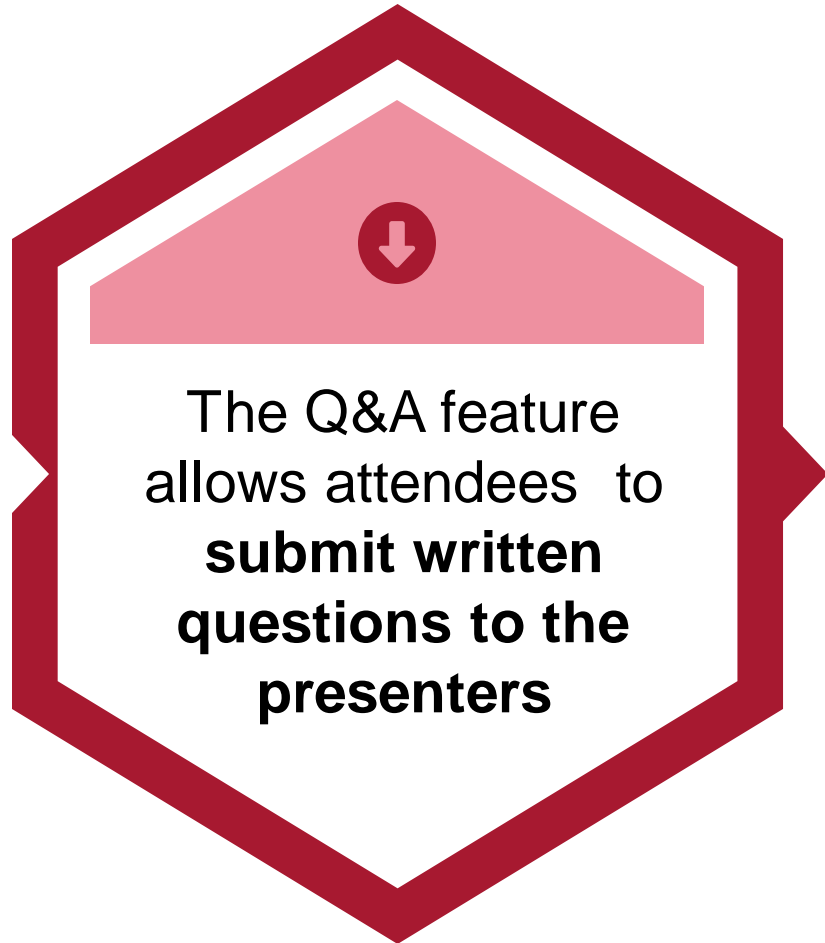 The Q&A feature
allows attendees to
submit written
questions to the
presenters